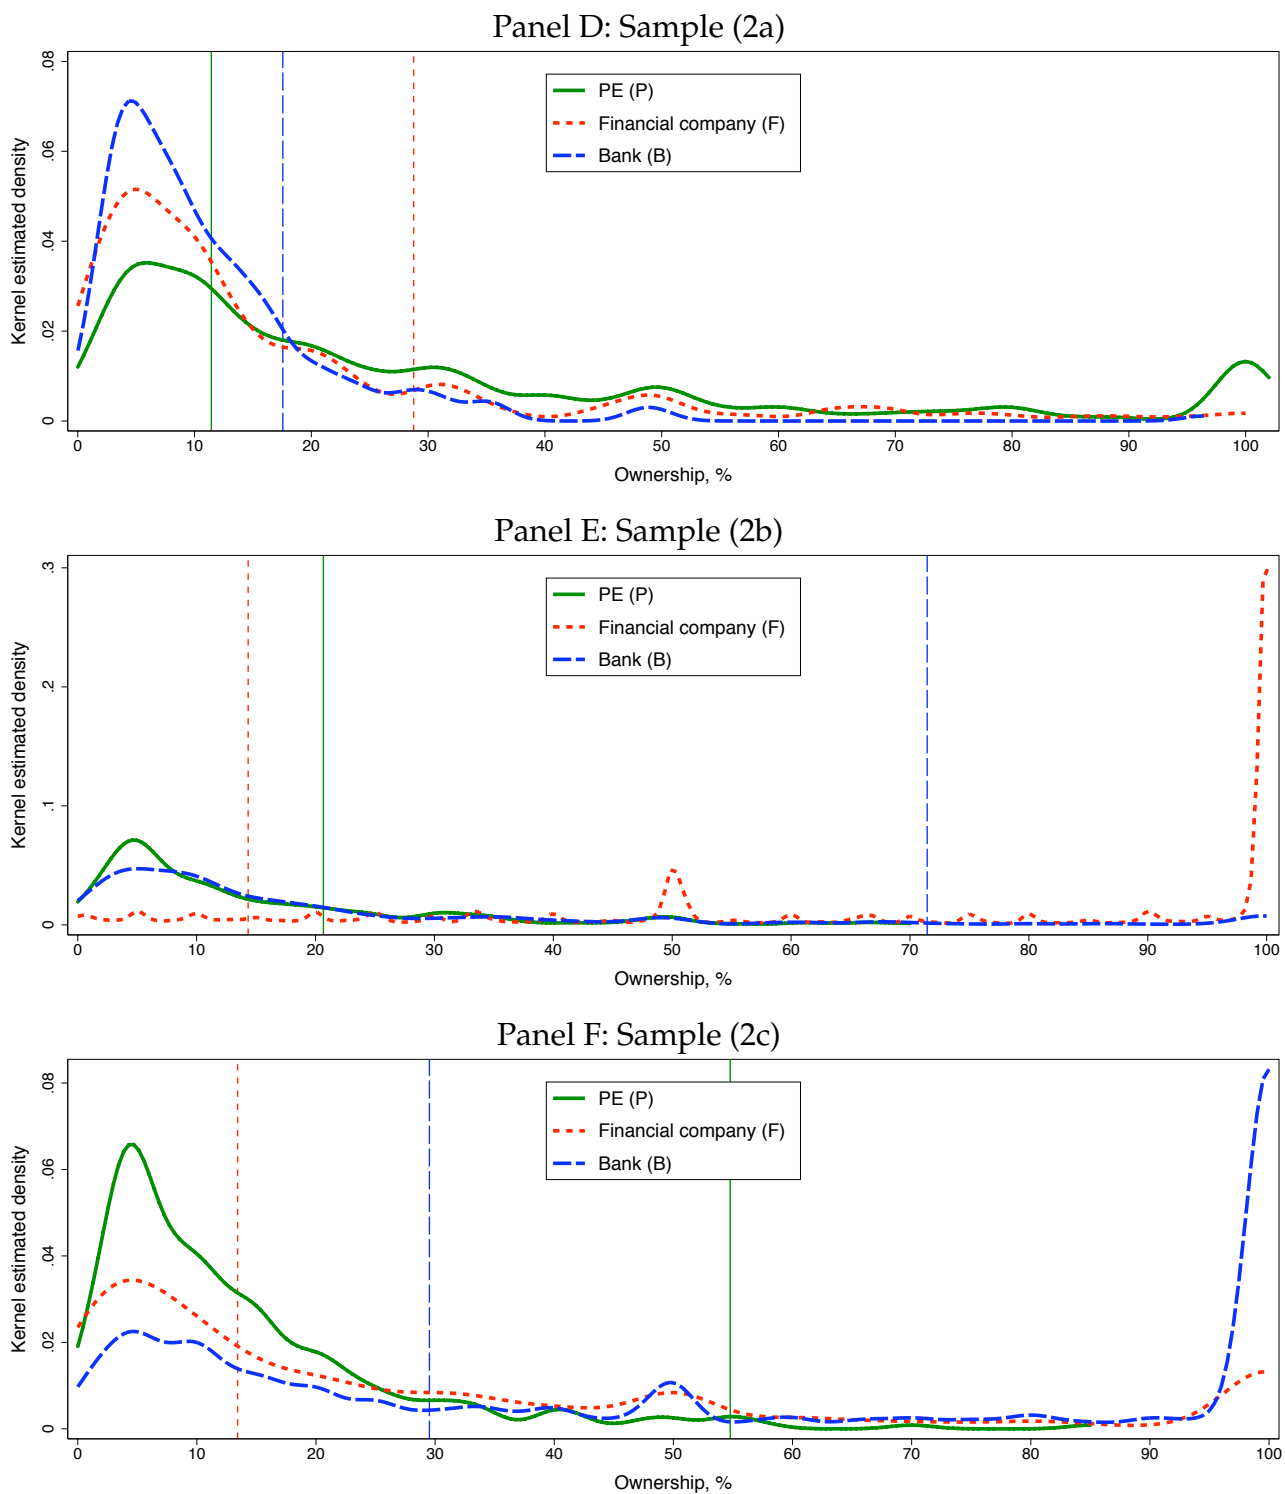 Panel D: Sample (2a)
Kernel estimated density
.08
.06
.04
.02
0
PE (P)
Financial company (F)
Bank (B)
0 10 20 30 40 50 60 70 80 90 100
Ownership, %
Panel E: Sample (2b)
Kernel estimated density
.3
.2
.1
0
PE (P)
Financial company (F)
Bank (B)
0 10 20 30 40 50 60 70 80 90 100
Ownership, %
Panel F: Sample (2c)
Kernel estimated density
.08
.06
.04
.02
0
PE (P)
Financial company (F)
Bank (B)
0 10 20 30 40 50 60 70 80 90 100
Ownership, %